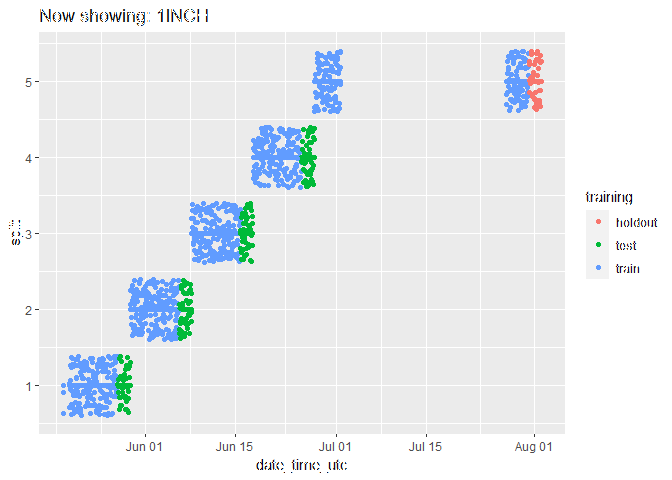 Now showing: 1INCH
split
5
4
3
2
1
Jun 01
Jun 15
Jul 01
Jul 15
Aug 01
date_time_utc
training
holdout
test
train